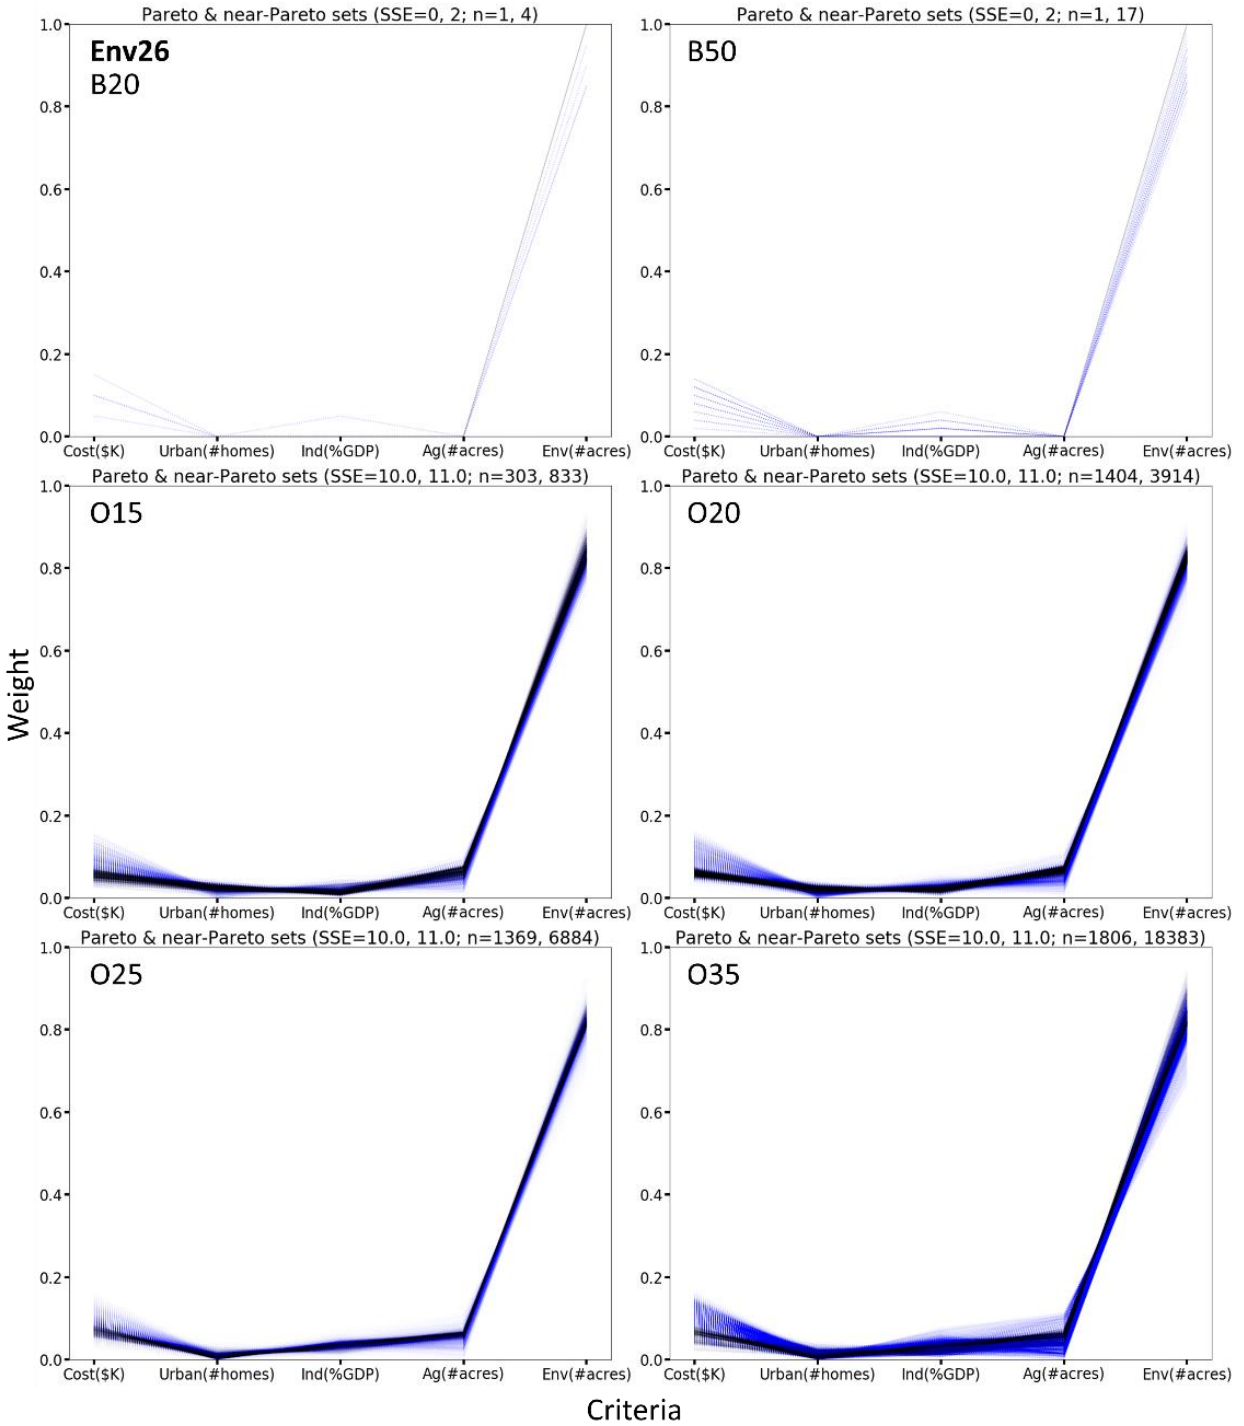 Pareto & near-Pareto sets (SSE=0, 2; n=1, 4)
Env26
B20
1.0
0.8
0.6
0.4
0.2
0.0
Cost($K) Urban(#homes) Ind(%GDP) Ag(#acres) Env(#acres)
Pareto & near-Pareto sets (SSE=0, 2; n=1, 17)
B50
1.0
0.8
0.6
0.4
0.2
0.0
Cost($K) Urban(#homes) Ind(%GDP) Ag(#acres) Env(#acres)
Pareto & near-Pareto sets (SSE=10.0, 11.0; n=303, 833)
O15
1.0
0.8
0.6
0.4
0.2
0.0
Cost($K) Urban(#homes) Ind(%GDP) Ag(#acres) Env(#acres)
Pareto & near-Pareto sets (SSE=10.0, 11.0; n=1404, 3914)
O20
1.0
0.8
0.6
0.4
0.2
0.0
Cost($K) Urban(#homes) Ind(%GDP) Ag(#acres) Env(#acres)
Weight
Pareto & near-Pareto sets (SSE=10.0, 11.0; n=1369, 6884)
O25
1.0
0.8
0.6
0.4
0.2
0.0
Cost($K) Urban(#homes) Ind(%GDP) Ag(#acres) Env(#acres)
Pareto & near-Pareto sets (SSE=10.0, 11.0; n=1806, 18383)
O35
1.0
0.8
0.6
0.4
0.2
0.0
Cost($K) Urban(#homes) Ind(%GDP) Ag(#acres) Env(#acres)
Criteria